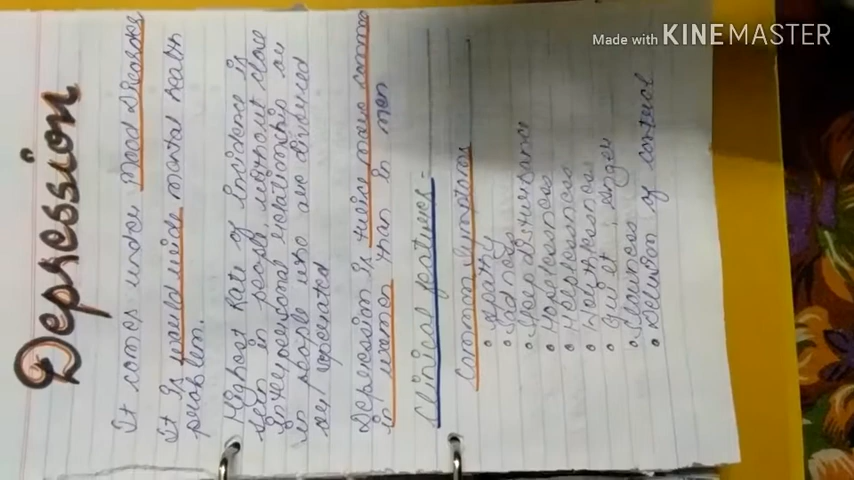 Made with KINEMASTER
Depression
It comes under mood disorders
It is world wide mental health
problem.
Highest Rate of Incidence is
seen in people without close
interpersonal relationship or
in people who are divorced
or seperated
Depression is twice more common
in women than in men
Clinical features -
Common Symptoms
• Apathy
• Sadness
• Sleep disturbance
• Hopelessness
• Helplessness
• Worthlessness
• Guilt, anger
• Slowness
• Delusion of control